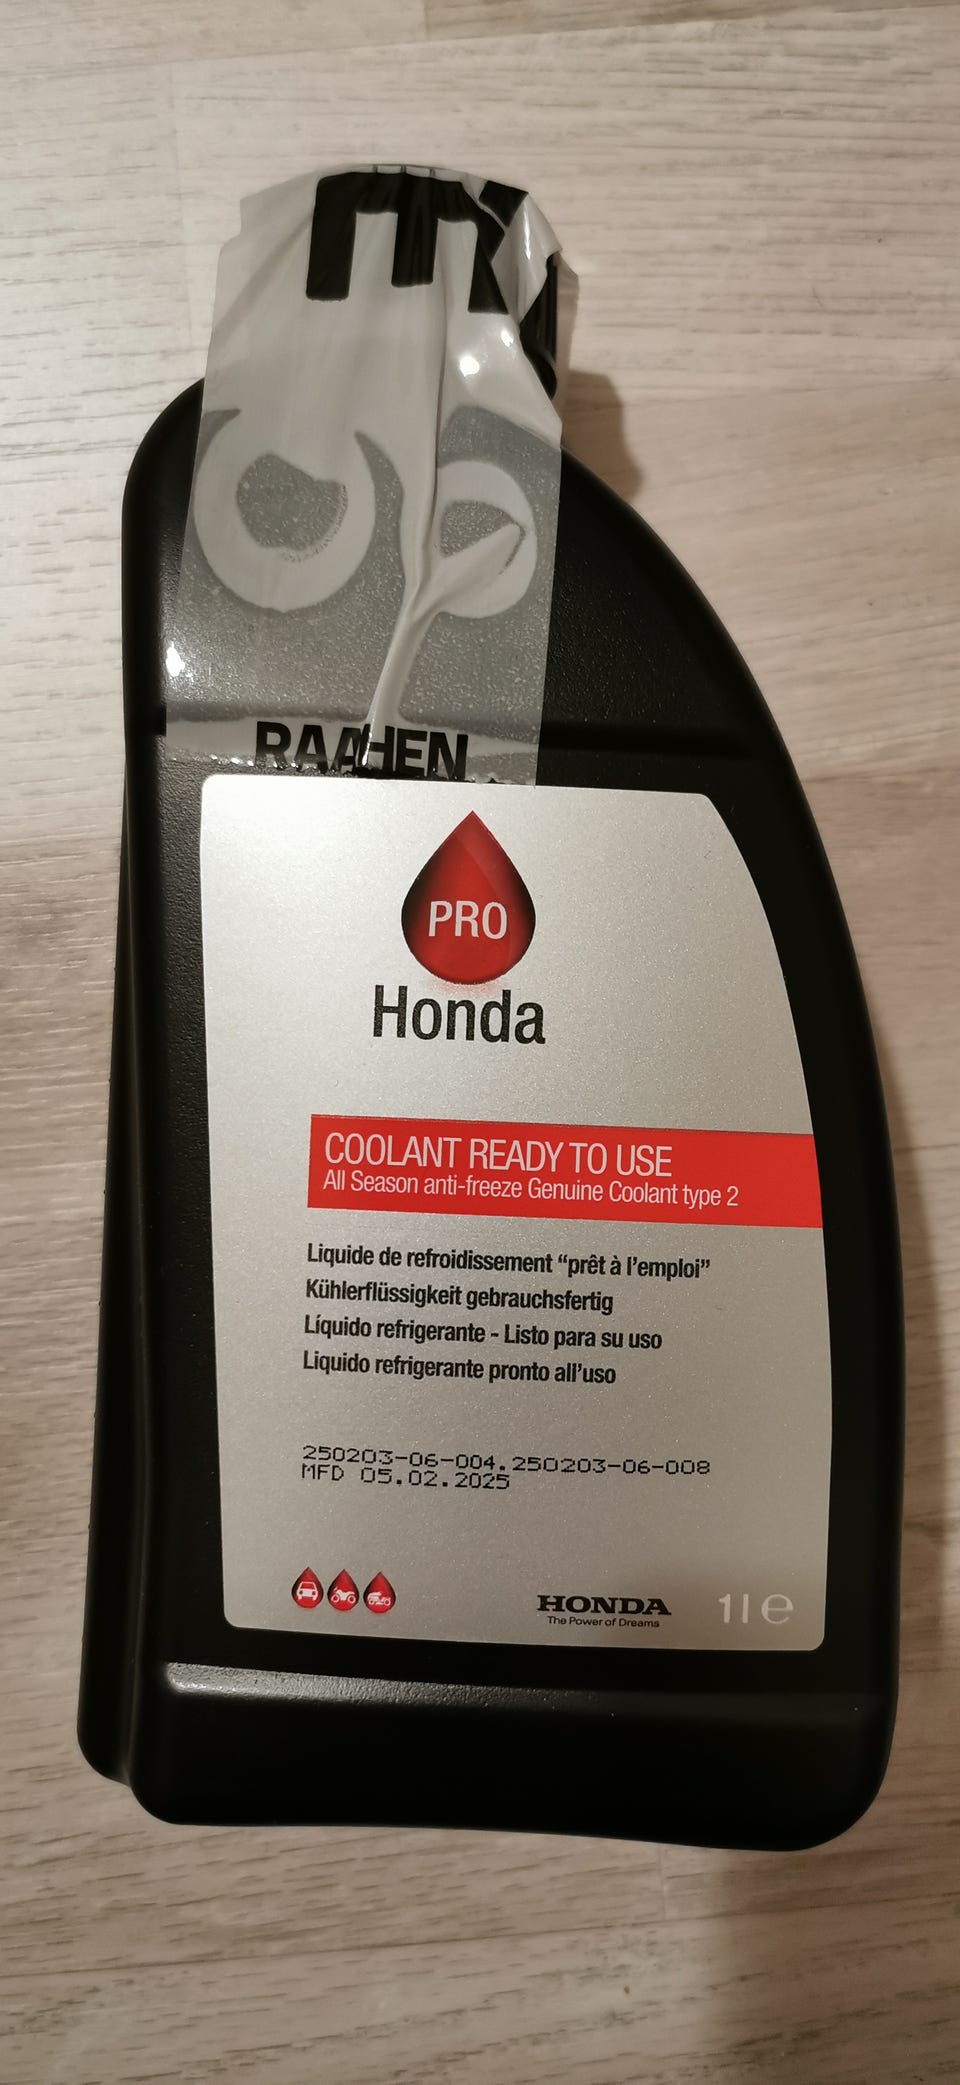 RAAHEN
PRO
Honda
COOLANT READY TO USE
All Season anti-freeze Genuine Coolant type 2
Liquide de refroidissement “prêt à l’emploi”
Kühlerflüssigkeit gebrauchsfertig
Líquido refrigerante - Listo para su uso
Liquido refrigerante pronto all’uso
250203-06-004.250203-06-008
MFD 05.02.2025
HONDA
The Power of Dreams
1l e